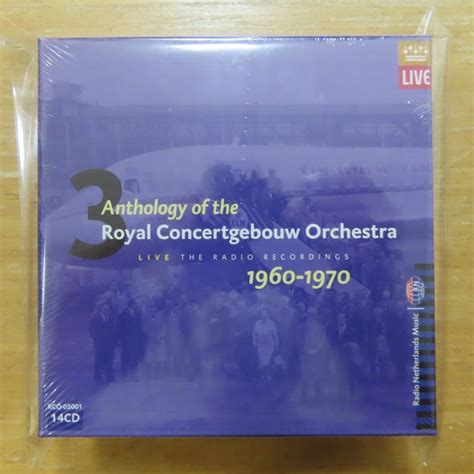 LIVE
3
Anthology of the
Royal Concertgebouw Orchestra
LIVE THE RADIO RECORDINGS
1960-1970
Radio Netherlands Music
RN
RCO-05001
14CD